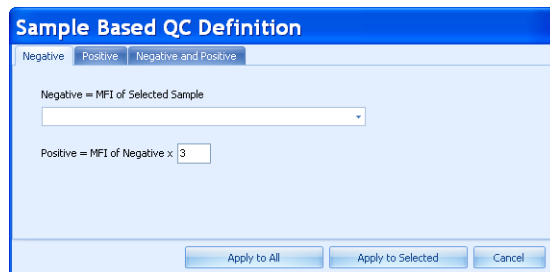 Sample Based QC Definition
Negative Positive Negative and Positive
Negative = MFI of Selected Sample
Positive = MFI of Negative x 3
Apply to All Apply to Selected Cancel